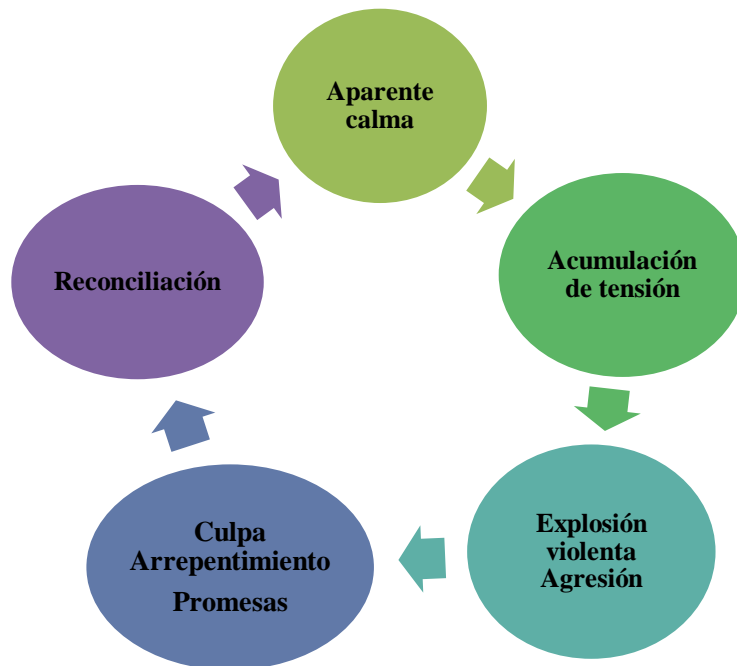 Aparente
calma
Acumulación
de tensión
Explosión
violenta
Agresión
Culpa
Arrepentimiento
Promesas
Reconciliación